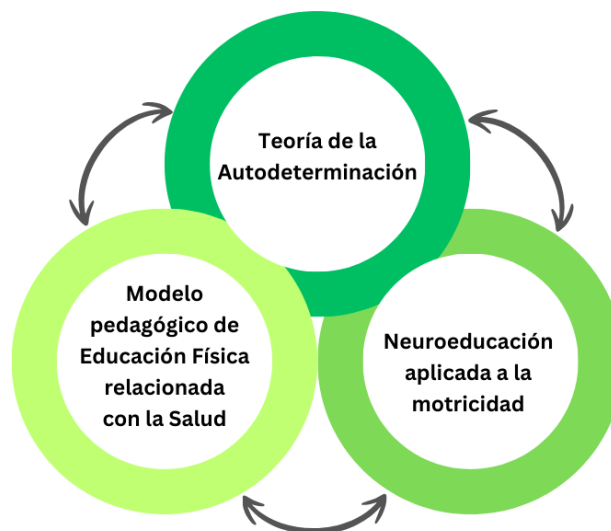 Teoría de la
Autodeterminación
Modelo
pedagógico de
Educación Física
relacionada
con la Salud
Neuroeducación
aplicada a la
motricidad